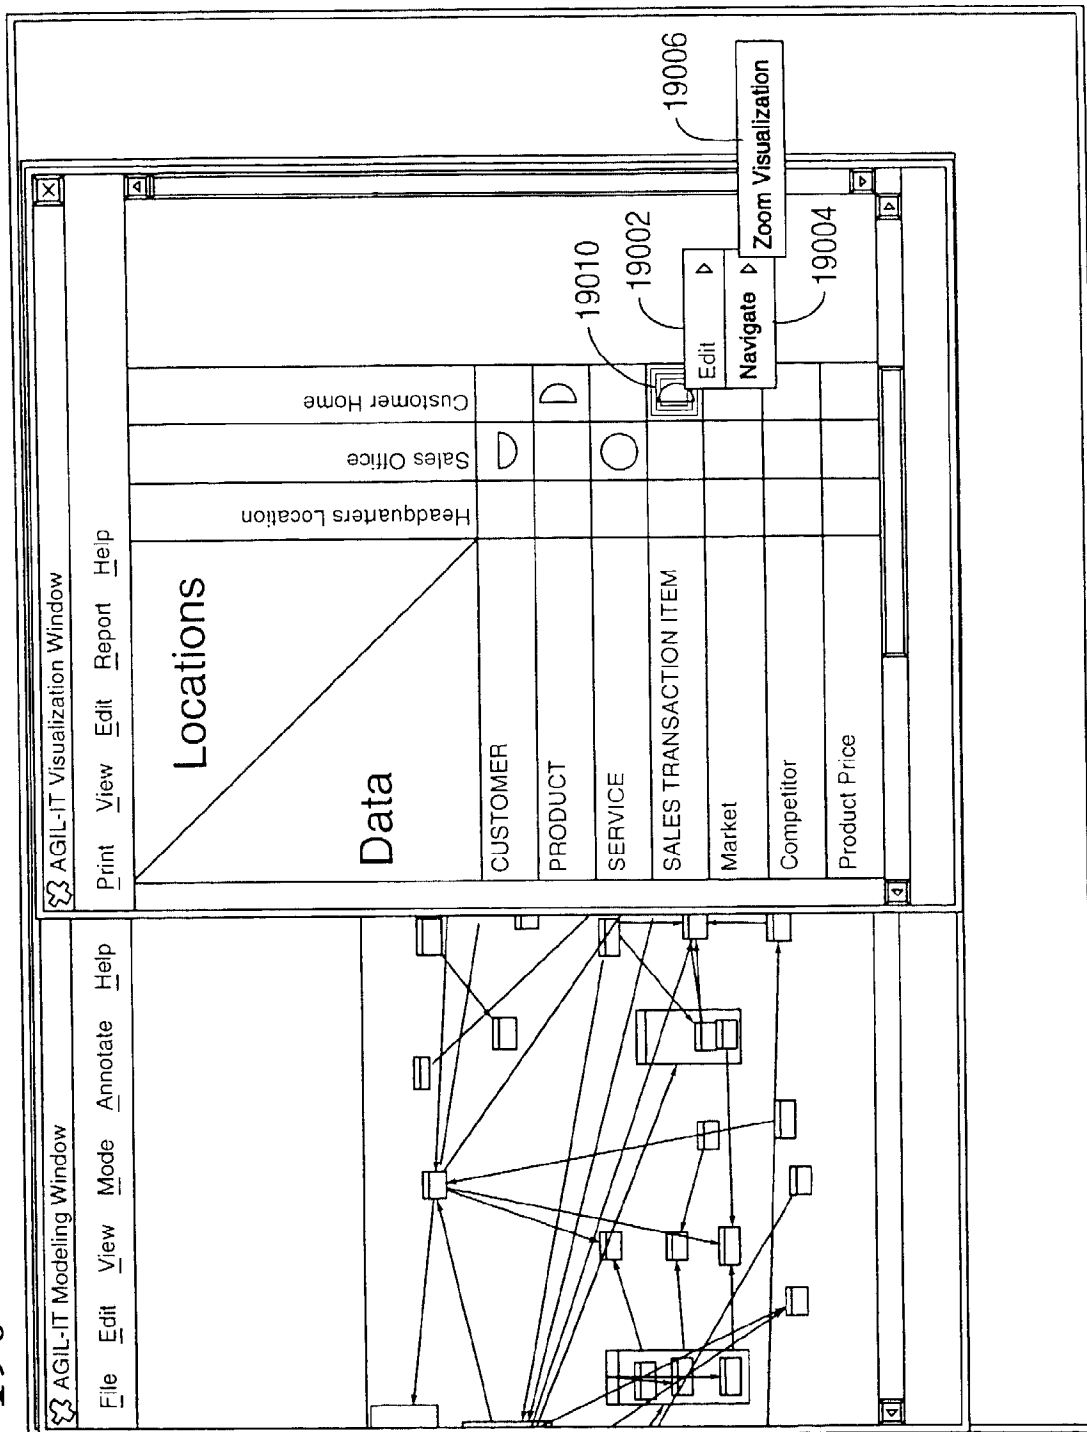 AGIL-IT Modeling Window
File Edit View Mode Annotate Help
AGIL-IT Visualization Window
Print View Edit Report Help
Locations
Data
Headquarters Location
Sales Office
Customer Home
CUSTOMER
PRODUCT
SERVICE
SALES TRANSACTION ITEM
Market
Competitor
Product Price
19010
19002
Edit
Navigate
19004
Zoom Visualization
19006